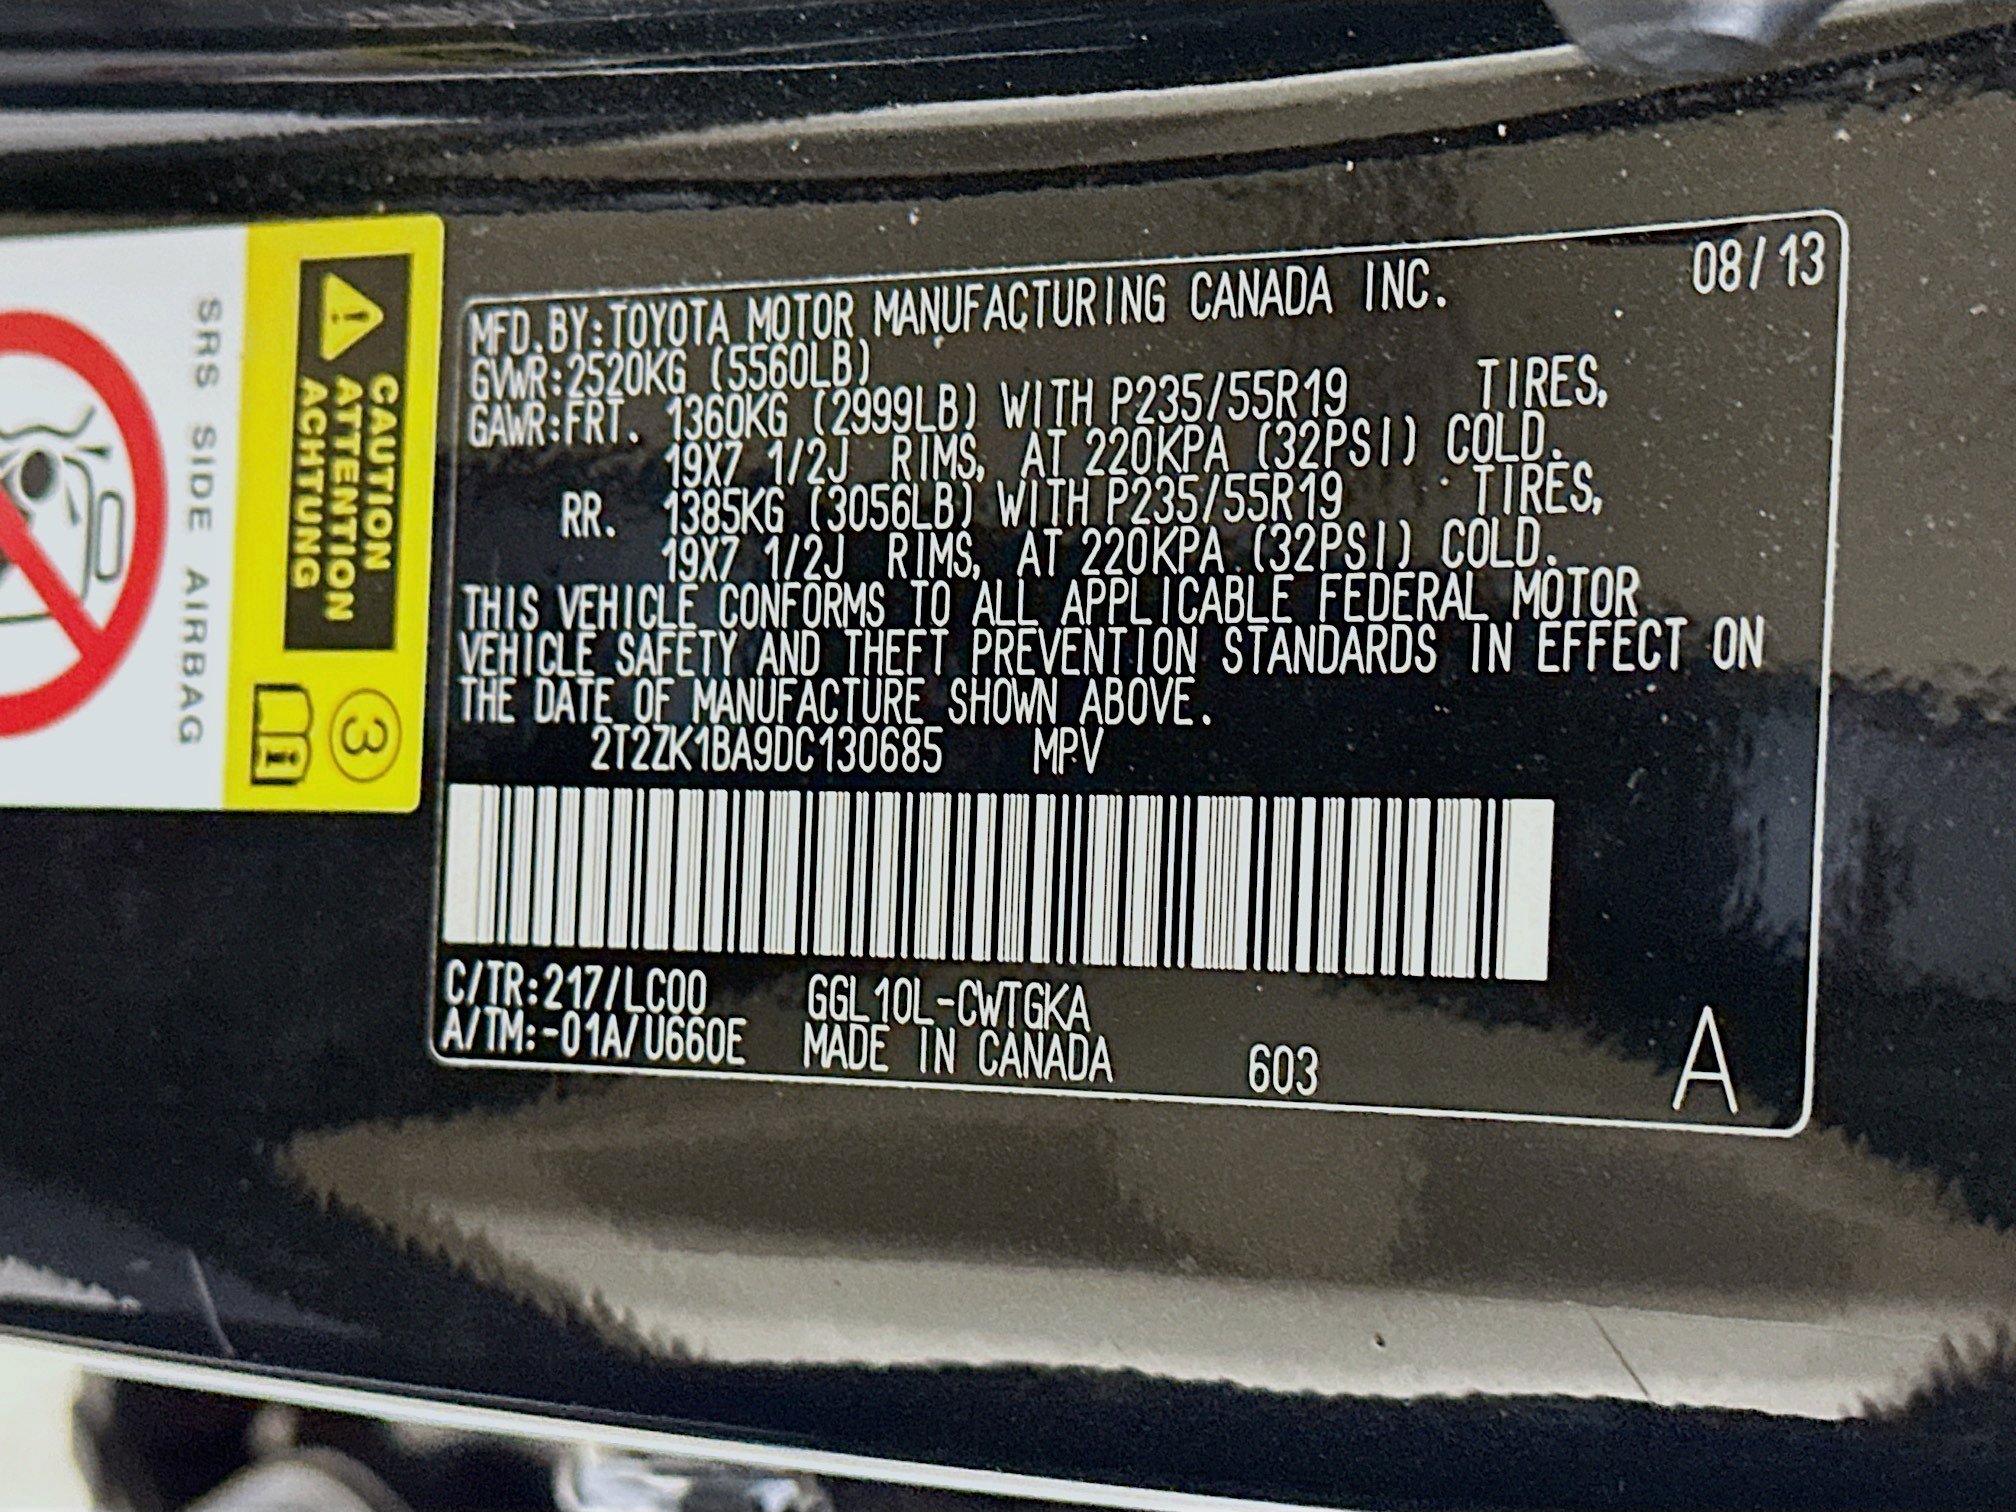 SRS SIDE AIRBAG
CAUTION
ATTENTION
ACHTUNG
3
08/13
MFD.BY:TOYOTA MOTOR MANUFACTURING CANADA INC.
GVWR:2520KG (5560LB)
GAWR:FRT. 1360KG (2999LB) WITH P235/55R19 TIRES,
19X7 1/2J RIMS, AT 220KPA (32PSI) COLD.
RR. 1385KG (3056LB) WITH P235/55R19 TIRES,
19X7 1/2J RIMS, AT 220KPA (32PSI) COLD.
THIS VEHICLE CONFORMS TO ALL APPLICABLE FEDERAL MOTOR
VEHICLE SAFETY AND THEFT PREVENTION STANDARDS IN EFFECT ON
THE DATE OF MANUFACTURE SHOWN ABOVE.
2T2ZK1BA9DC130685 MPV
C/TR:217/LC00 GGL10L-CWTGKA
A/TM:-01A/U660E MADE IN CANADA 603 A